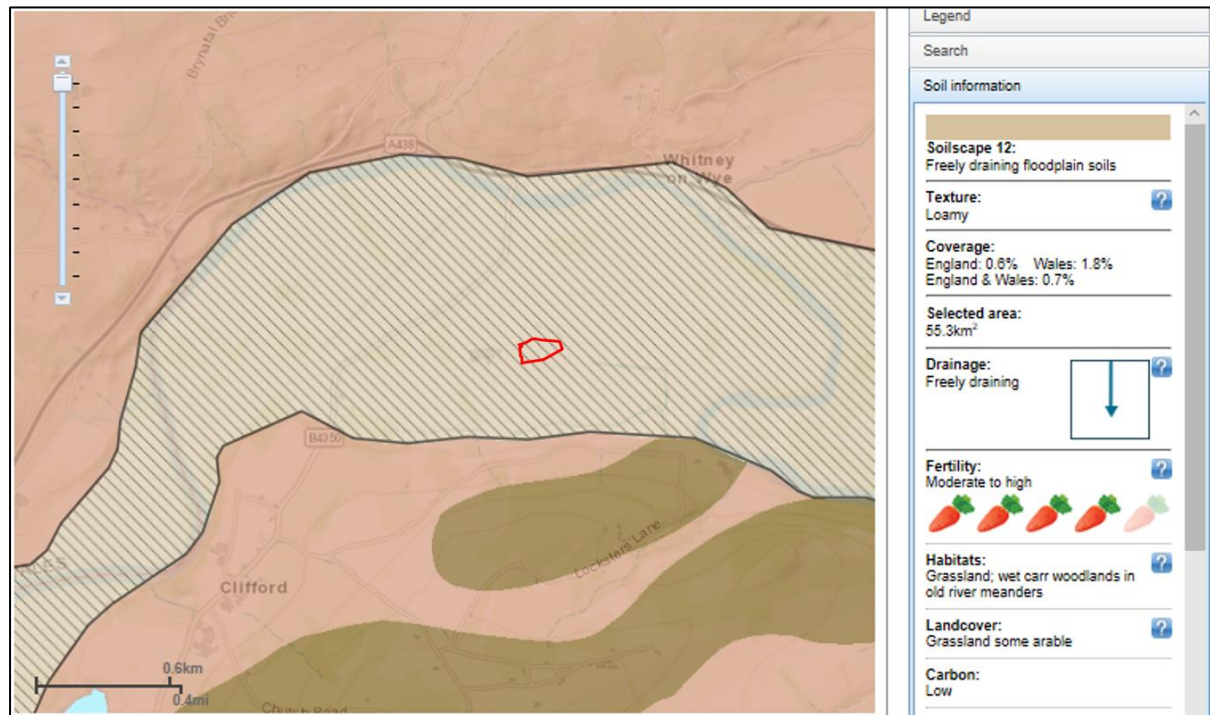 Brynatal Bri
A438
Whitney
on Wye
B4350
Clifford
Locksters Lane
Church Road
0.6km
0.4mi
Legend
Search
Soil information
Soilscape 12:
Freely draining floodplain soils
Texture:
?
Loamy
Coverage:
England: 0.6% Wales: 1.8%
England & Wales: 0.7%
Selected area:
55.3km²
Drainage:
?
Freely draining
Fertility:
?
Moderate to high
Habitats:
?
Grassland; wet carr woodlands in
old river meanders
Landcover:
?
Grassland some arable
Carbon:
Low